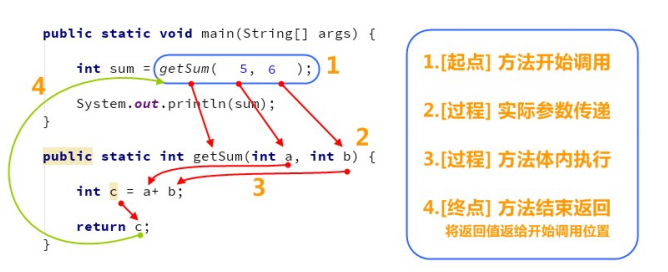 public static void main(String[] args) {
int sum = getSum( 5, 6 ); 1
4
System.out.println(sum);
}
2
public static int getSum(int a, int b) {
3
int c = a+ b;
return c;
}
1.[起点] 方法开始调用
2.[过程] 实际参数传递
3.[过程] 方法体内执行
4.[终点] 方法结束返回
将返回值返给开始调用位置